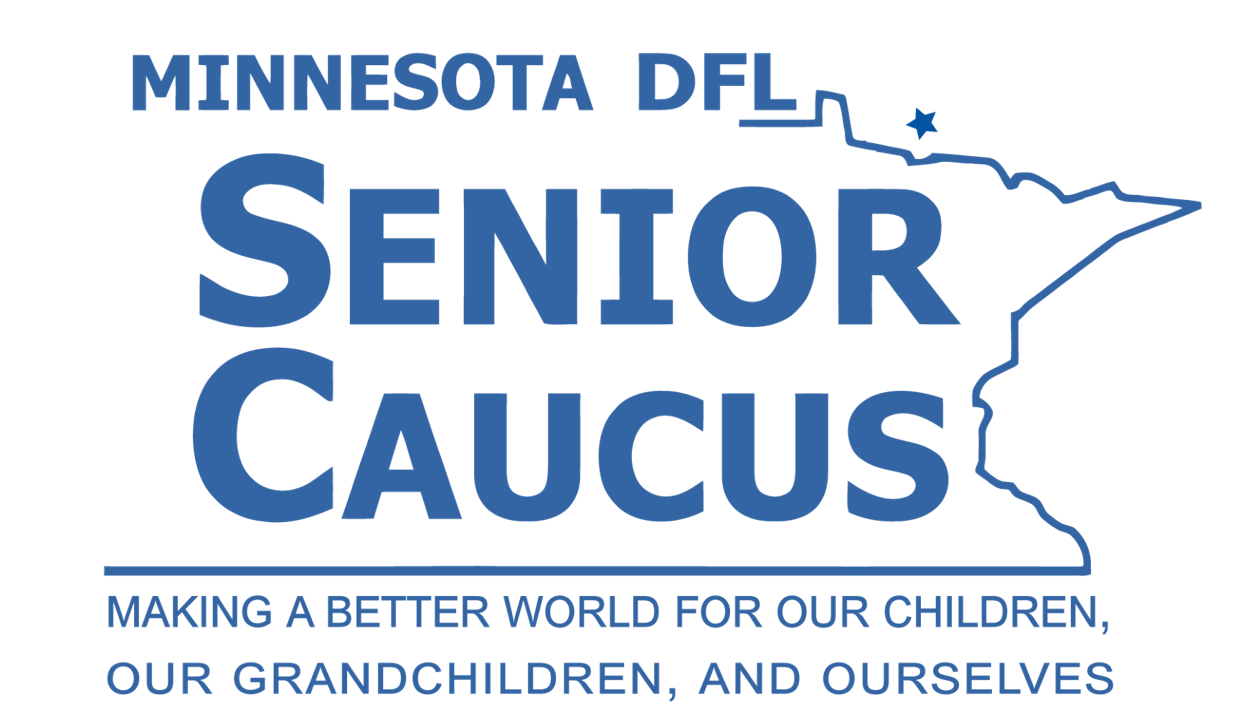 MINNESOTA DFL
SENIOR
CAUCUS
MAKING A BETTER WORLD FOR OUR CHILDREN,
OUR GRANDCHILDREN, AND OURSELVES